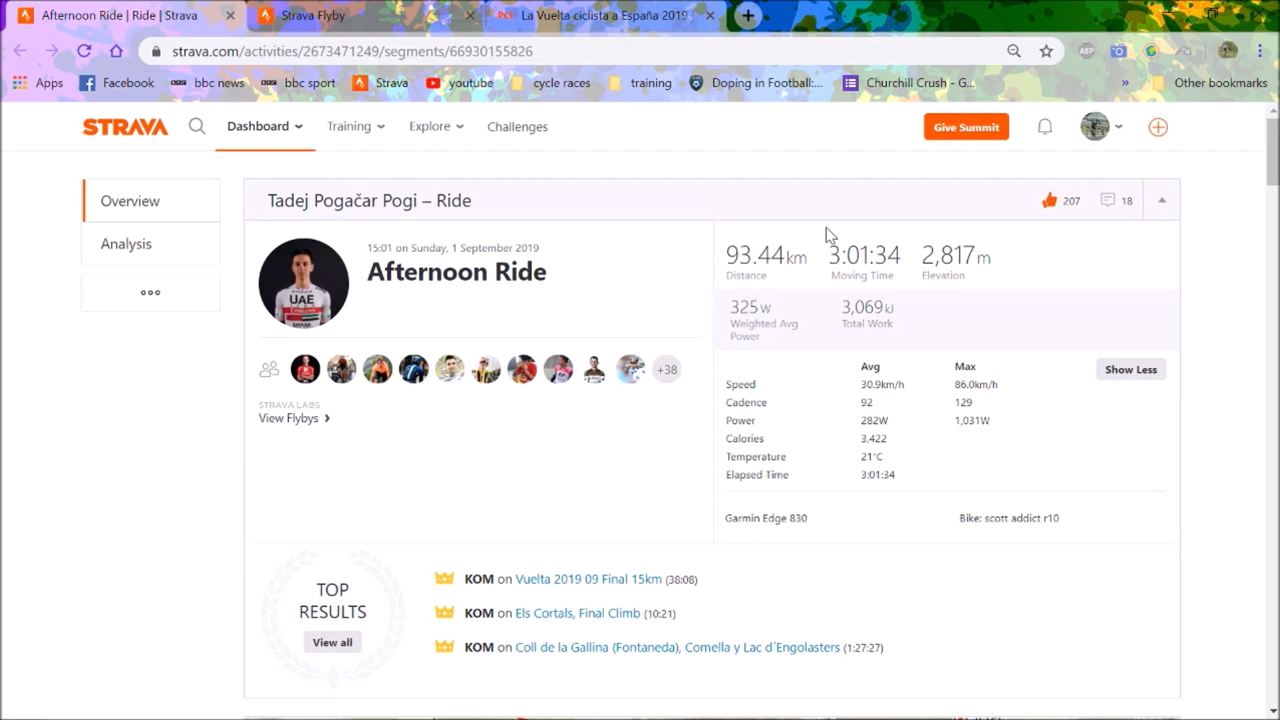 Afternoon Ride | Ride | Strava
Strava Flyby
PCS La Vuelta ciclista a España 2019 |
strava.com/activities/2673471249/segments/66930155826
ABP
Apps Facebook BBC bbc news BBC bbc sport Strava youtube cycle races training Doping in Football:... Churchill Crush - G... » Other bookmarks
STRAVA Dashboard Training Explore Challenges Give Summit
Overview
Analysis
Tadej Pogačar Pogi – Ride 207 18
15:01 on Sunday, 1 September 2019
Afternoon Ride
UAE
Emirates
+38
STRAVA LABS
View Flybys
93.44km 3:01:34 2,817m
Distance Moving Time Elevation
325W 3,069kJ
Weighted Avg Power Total Work
Avg Max
Show Less
Speed 30.9km/h 86.0km/h
Cadence 92 129
Power 282W 1,031W
Calories 3,422
Temperature 21°C
Elapsed Time 3:01:34
Garmin Edge 830 Bike: scott addict r10
TOP
RESULTS
View all
KOM on Vuelta 2019 09 Final 15km (38:08)
KOM on Els Cortals, Final Climb (10:21)
KOM on Coll de la Gallina (Fontaneda), Comella y Lac d´Engolasters (1:27:27)